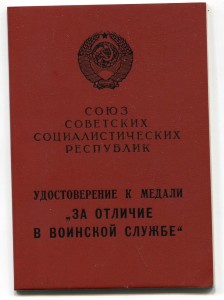 СОЮЗ
СОВЕТСКИХ
СОЦИАЛИСТИЧЕСКИХ
РЕСПУБЛИК
УДОСТОВЕРЕНИЕ К МЕДАЛИ
„ЗА ОТЛИЧИЕ
В ВОИНСКОЙ СЛУЖБЕ“